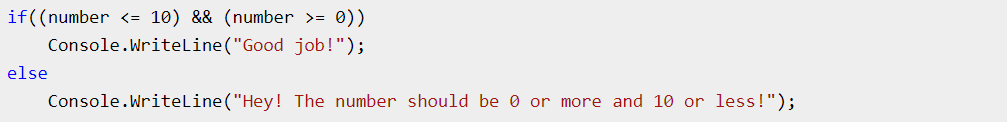 if((number <= 10) && (number >= 0))
    Console.WriteLine("Good job!");
else
    Console.WriteLine("Hey! The number should be 0 or more and 10 or less!");